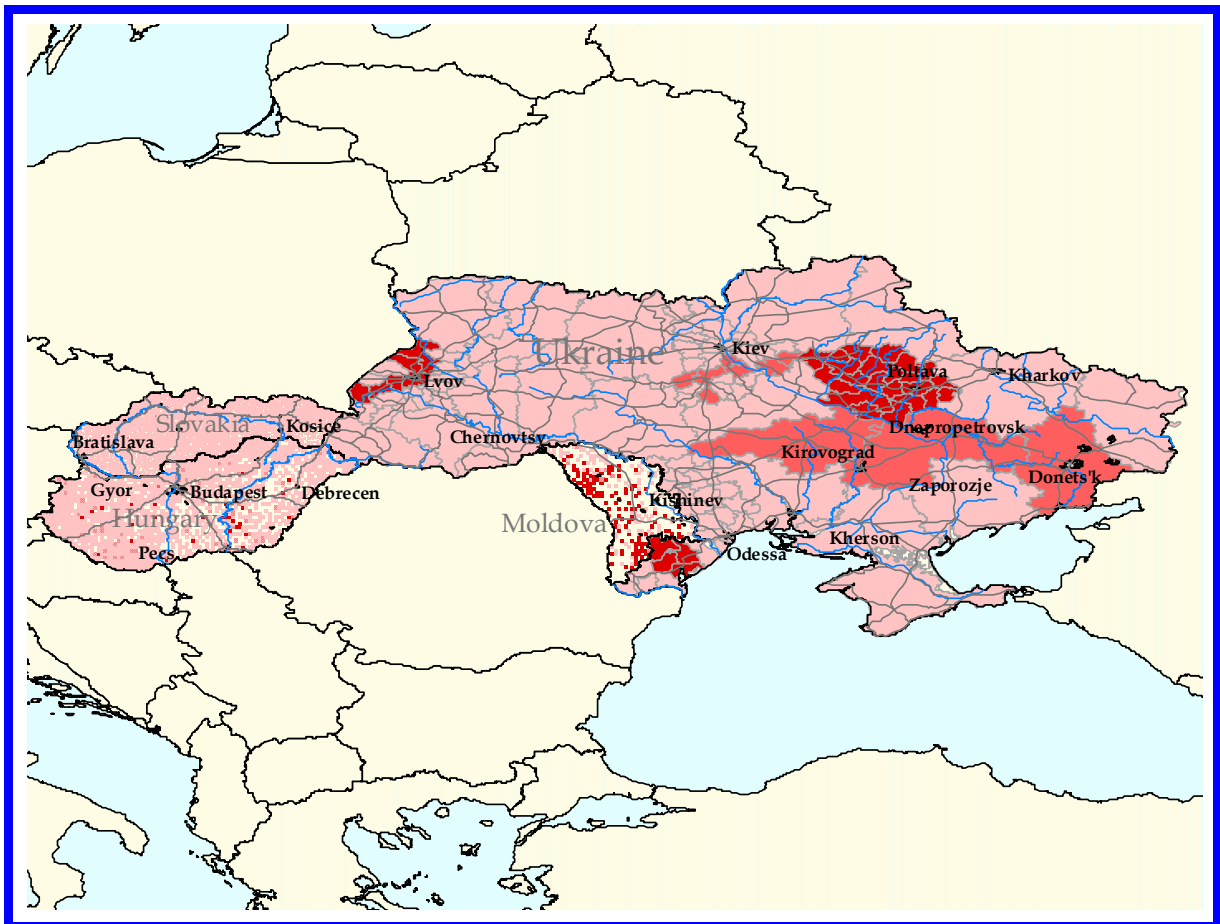 Ukraine
Kiev
Poltava
Kharkov
Lvov
Slovakia
Kosice
Bratislava
Chernovtsy
Dnapropetrovsk
Kirovograd
Donets'k
Zaporozje
Gyor
Budapest
Debrecen
Kishinev
Hungary
Moldova
Kherson
Pecs
Odessa